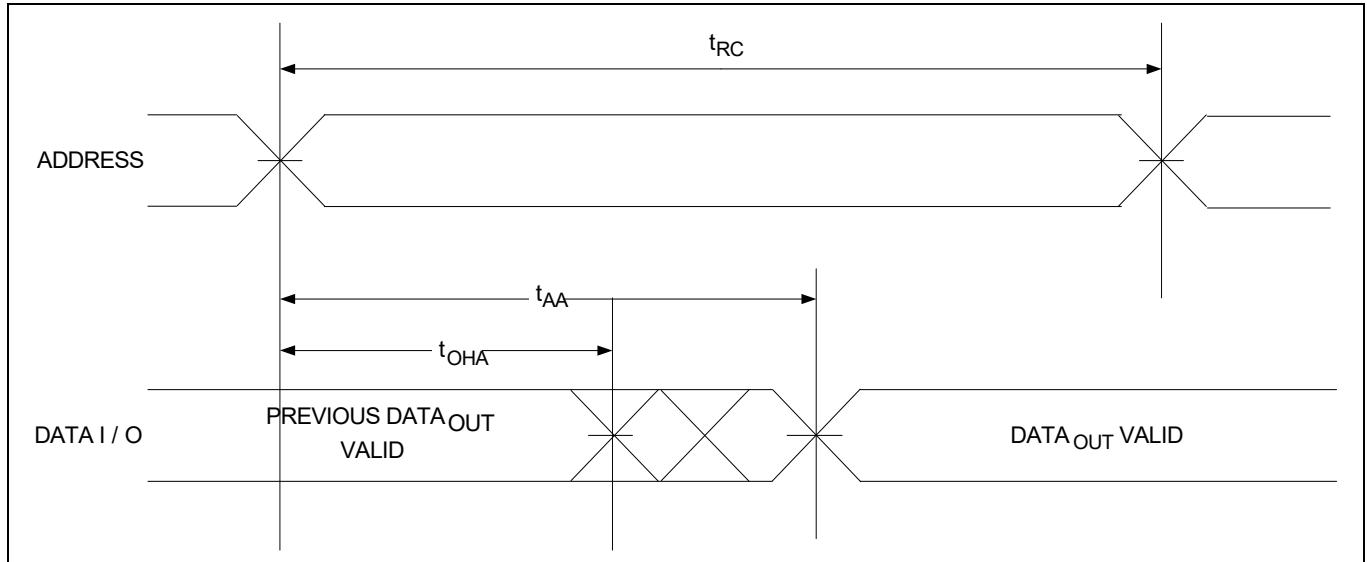 tRC
ADDRESS
tAA
tOHA
DATA I / O
PREVIOUS DATAOUT
VALID
DATAOUT VALID